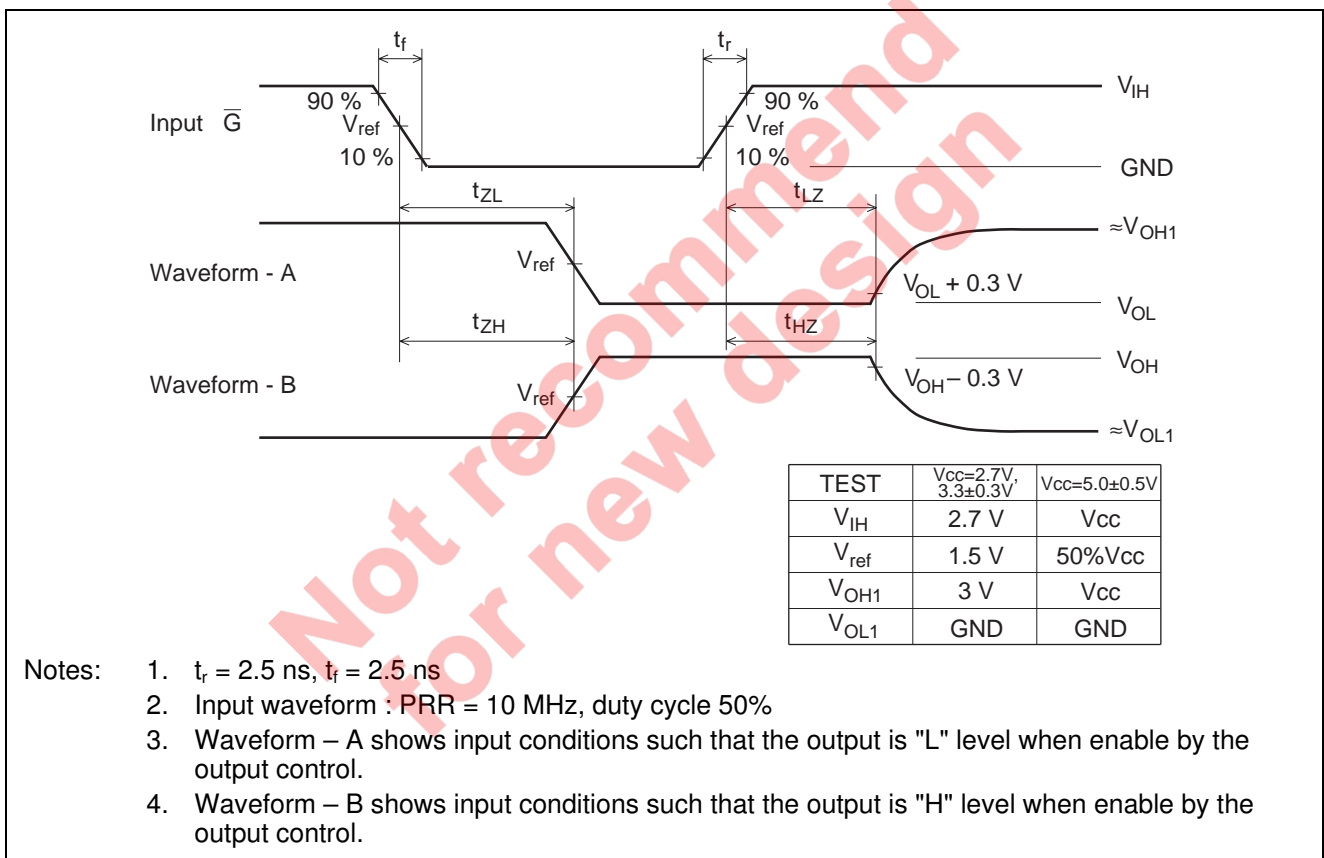 tf
tr
90 %
90 %
VIH
Input G̅
Vref
Vref
10 %
10 %
GND
tZL
tLZ
≈VOH1
Vref
Waveform - A
VOL + 0.3 V
VOL
tZH
tHZ
VOH
Waveform - B
Vref
VOH – 0.3 V
≈VOL1
TEST Vcc=2.7V, 3.3±0.3V Vcc=5.0±0.5V
VIH 2.7 V Vcc
Vref 1.5 V 50%Vcc
VOH1 3 V Vcc
VOL1 GND GND
Notes: 1. tr = 2.5 ns, tf = 2.5 ns
2. Input waveform : PRR = 10 MHz, duty cycle 50%
3. Waveform – A shows input conditions such that the output is "L" level when enable by the
output control.
4. Waveform – B shows input conditions such that the output is "H" level when enable by the
output control.
Not recommend
for new design